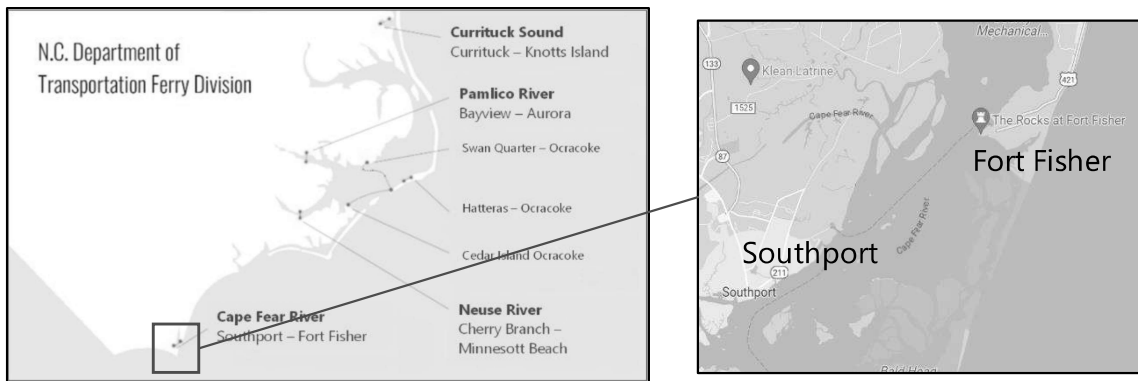 N.C. Department of
Transportation Ferry Division
Currituck Sound
Currituck – Knotts Island
Pamlico River
Bayview – Aurora
Swan Quarter – Ocracoke
Hatteras – Ocracoke
Cedar Island Ocracoke
Neuse River
Cherry Branch –
Minnesott Beach
Cape Fear River
Southport – Fort Fisher
Mechanical...
133
Klean Latrine
421
1525
Cape Fear River
The Rocks at Fort Fisher
Fort Fisher
87
Cape Fear River
Southport
211
Southport
Bald Head